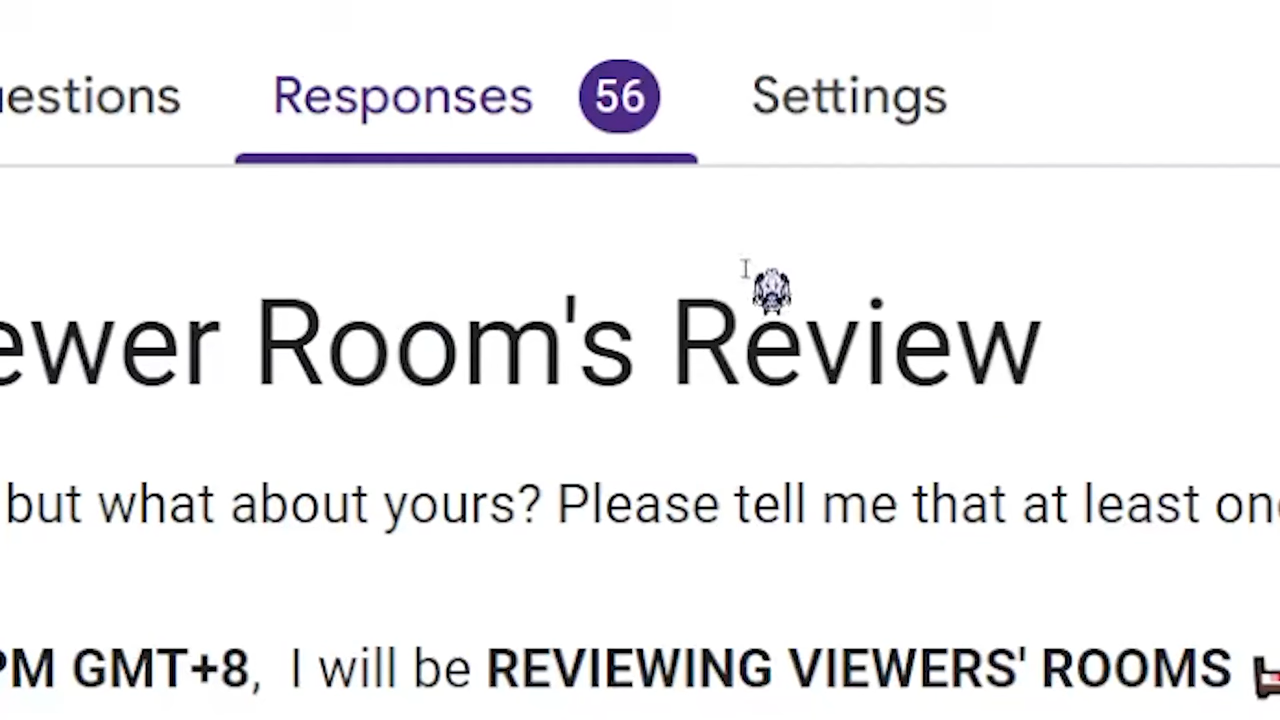 uestions Responses 56 Settings
ewer Room's Review
but what about yours? Please tell me that at least on
PM GMT+8, I will be REVIEWING VIEWERS' ROOMS